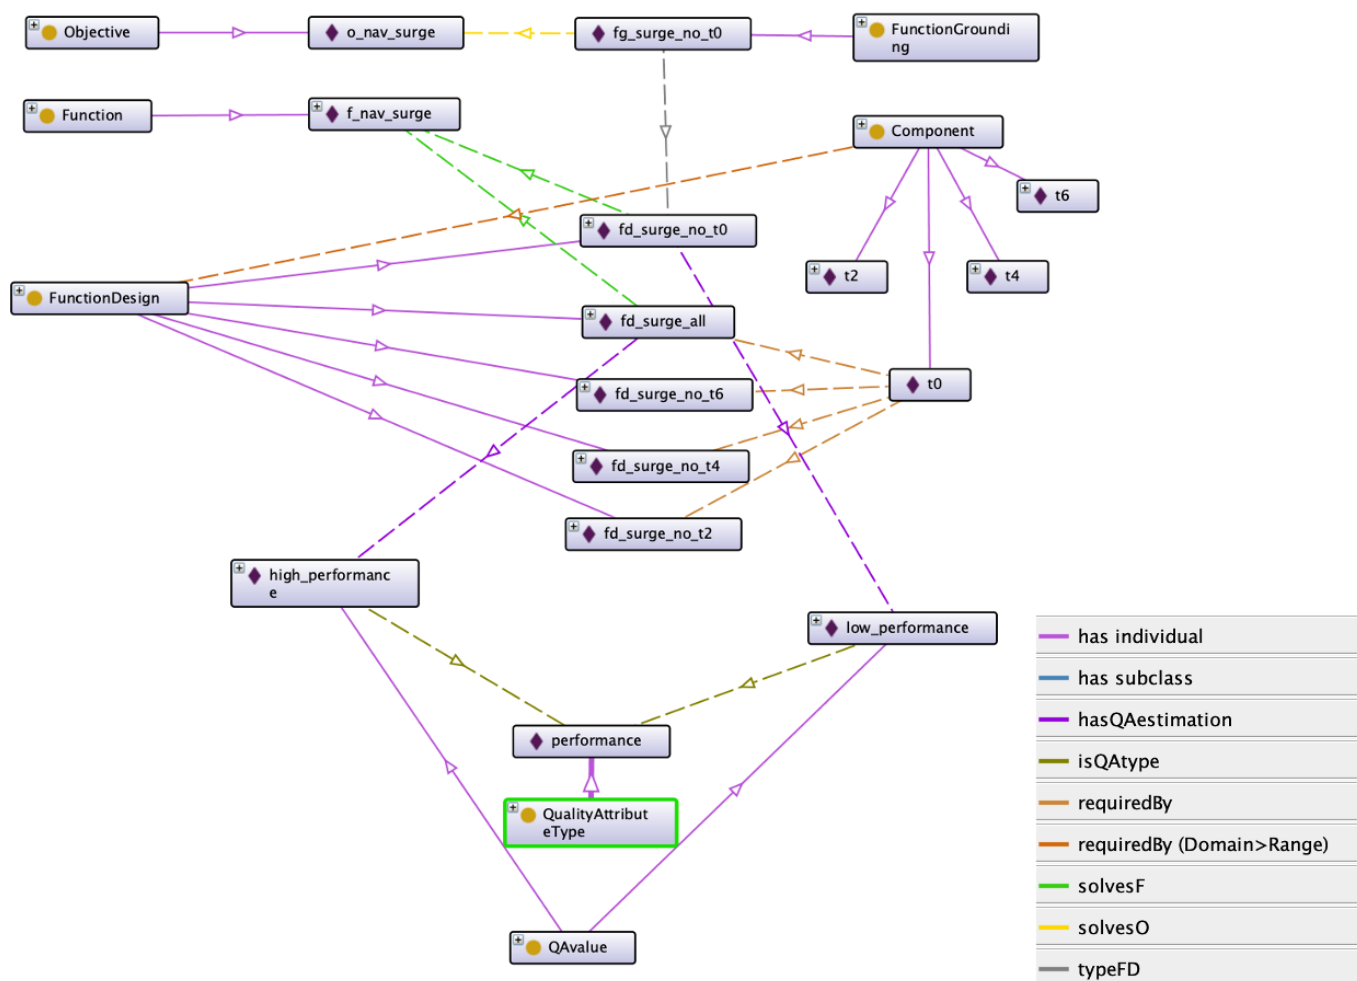 Objective
o_nav_surge
fg_surge_no_t0
FunctionGroundi
ng
Function
f_nav_surge
Component
t6
fd_surge_no_t0
t2
t4
FunctionDesign
fd_surge_all
t0
fd_surge_no_t6
fd_surge_no_t4
fd_surge_no_t2
high_performanc
e
low_performance
performance
QualityAttribut
eType
QAvalue
has individual
has subclass
hasQAestimation
isQAtype
requiredBy
requiredBy (Domain>Range)
solvesF
solvesO
typeFD